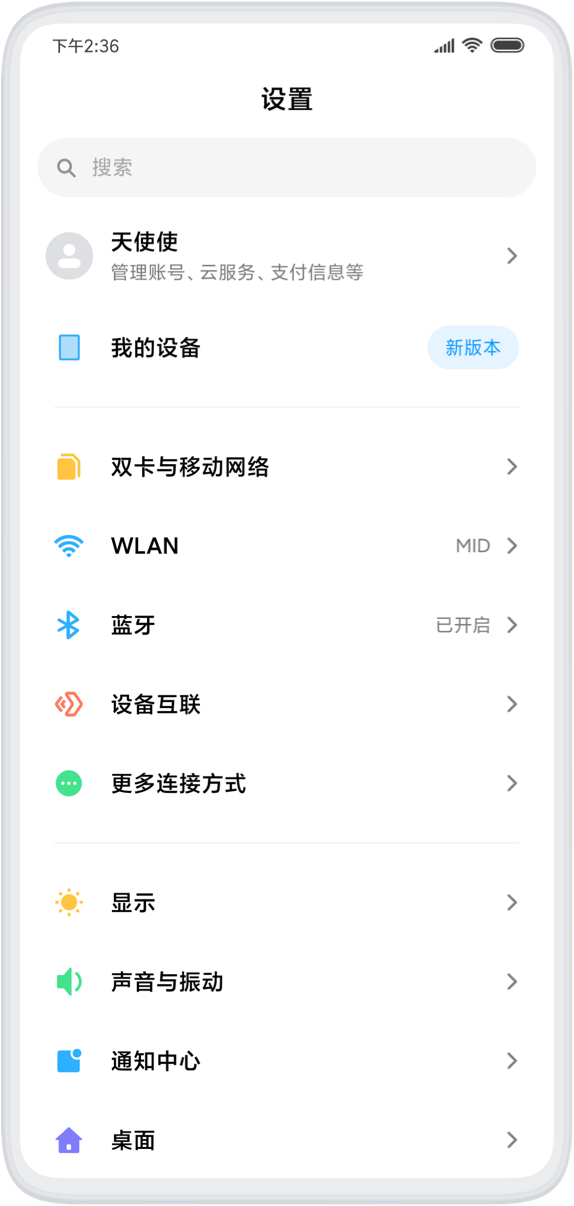 下午2:36
设置
搜索
天使使
管理账号、云服务、支付信息等
我的设备
新版本
双卡与移动网络
WLAN
MID
蓝牙
已开启
设备互联
更多连接方式
显示
声音与振动
通知中心
桌面